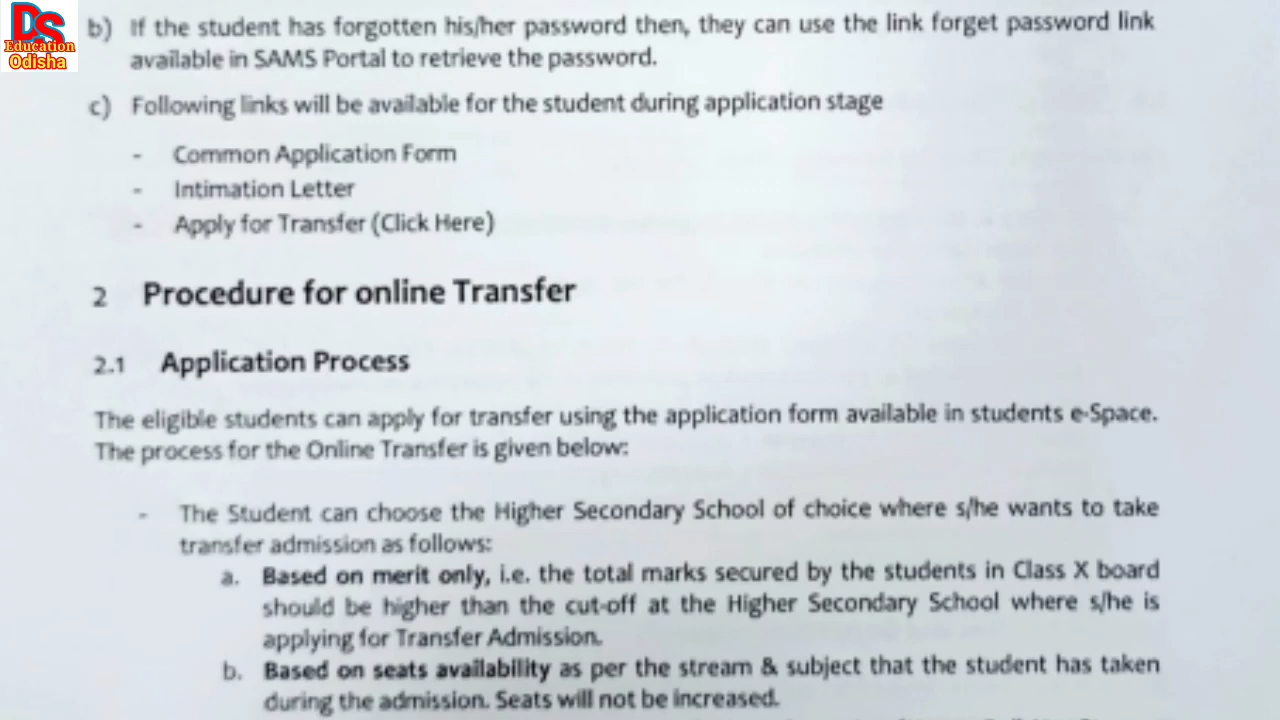 DS
Education
Odisha
b) If the student has forgotten his/her password then, they can use the link forget password link
available in SAMS Portal to retrieve the password.
c) Following links will be available for the student during application stage
- Common Application Form
- Intimation Letter
- Apply for Transfer (Click Here)
2 Procedure for online Transfer
2.1 Application Process
The eligible students can apply for transfer using the application form available in students e-Space.
The process for the Online Transfer is given below:
- The Student can choose the Higher Secondary School of choice where s/he wants to take
transfer admission as follows:
a. Based on merit only, i.e. the total marks secured by the students in Class X board
should be higher than the cut-off at the Higher Secondary School where s/he is
applying for Transfer Admission.
b. Based on seats availability as per the stream & subject that the student has taken
during the admission. Seats will not be increased.